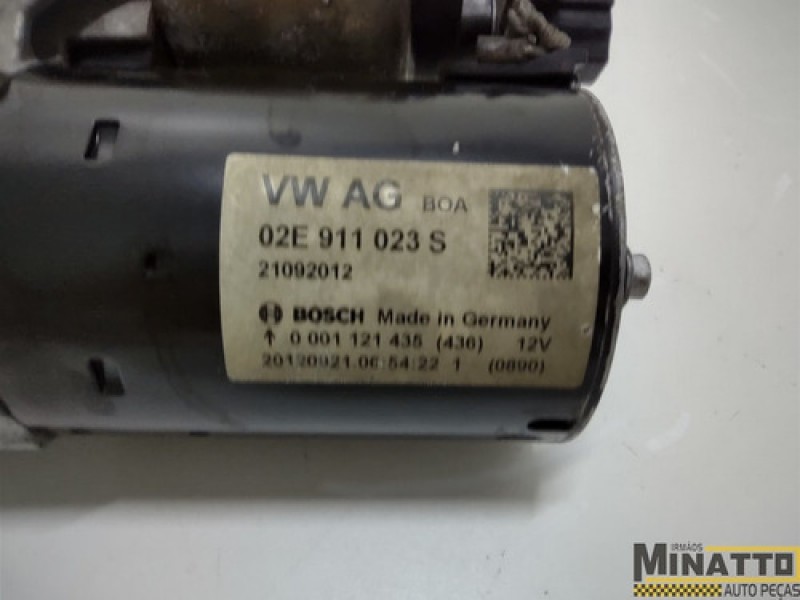 VW AG BOA
02E 911 023 S
21092012
BOSCH Made in Germany
↑ 0 001 121 435 (436) 12V
20120921.06:54:22 1 (0890)
IRMÃOS
MINATTO
AUTO PEÇAS